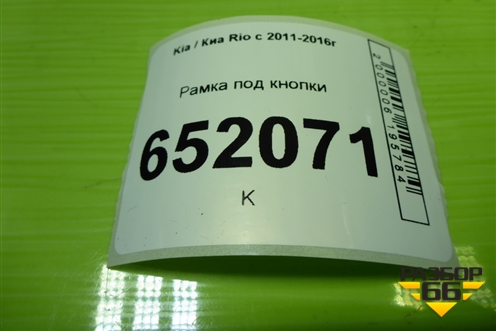 Kia / Киа Rio с 2011-2016г
Рамка под кнопки
652071
К
2000006195784
РАЗБОР
66